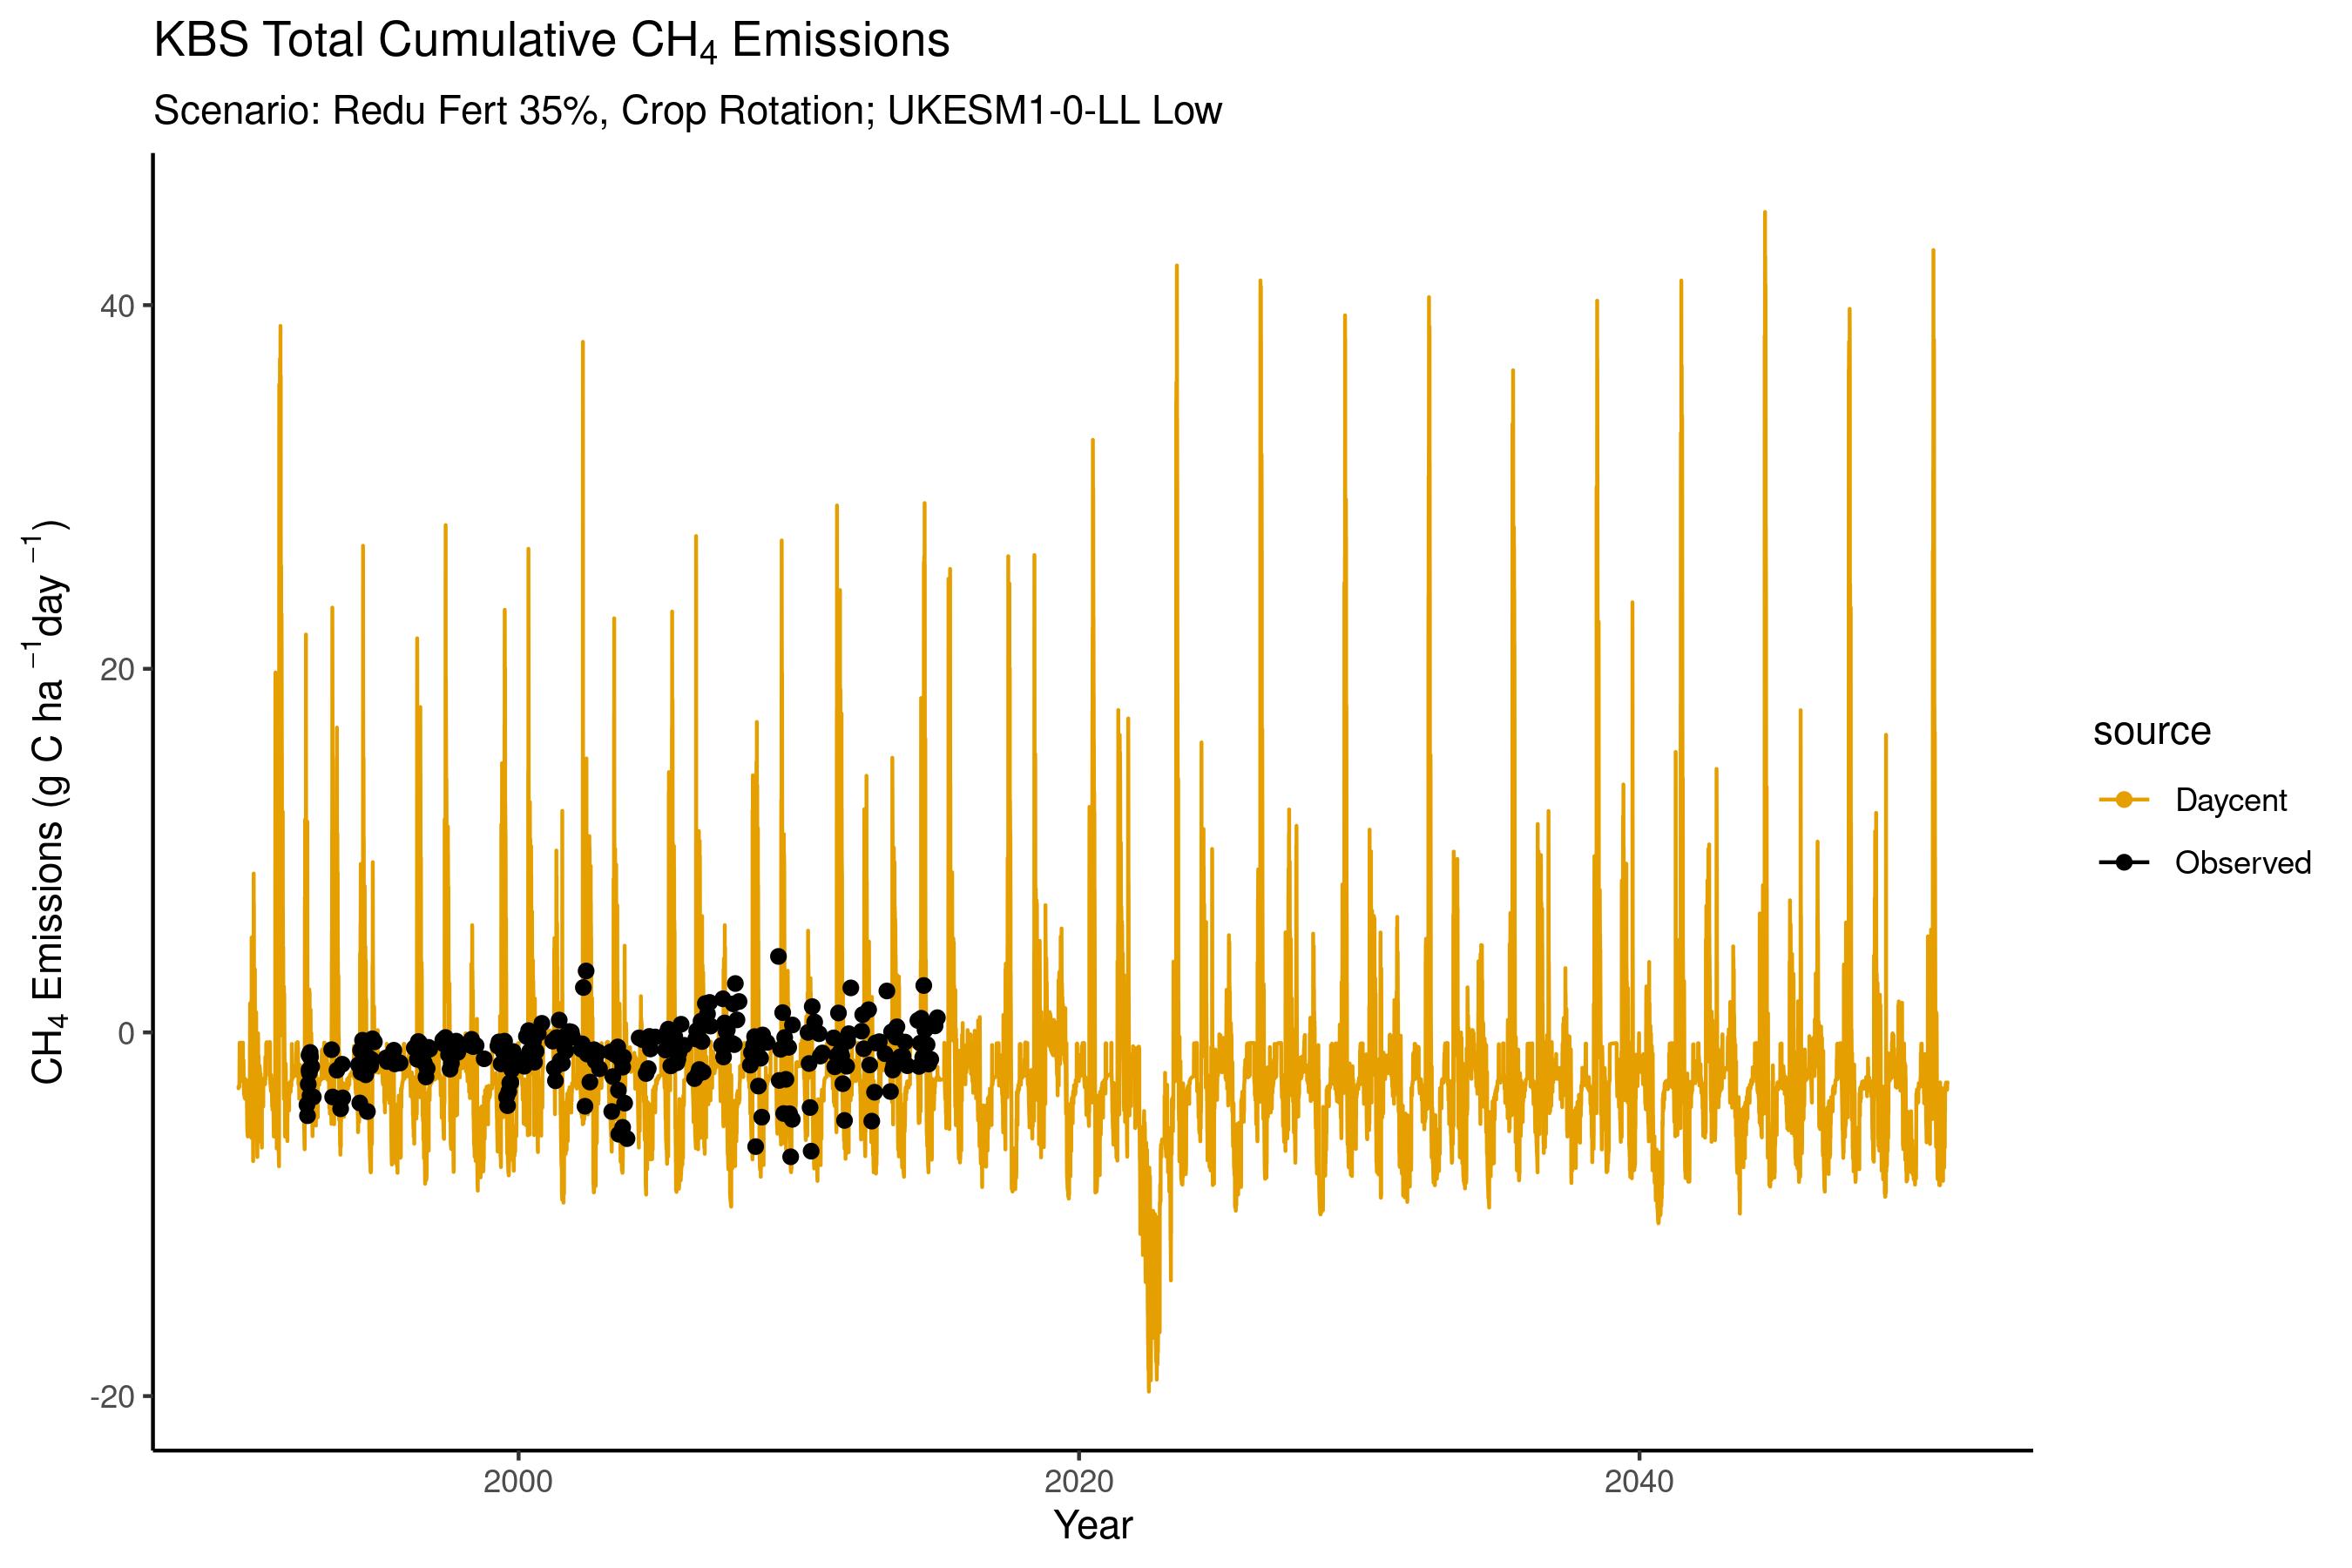 KBS Total Cumulative CH₄ Emissions
Scenario: Redu Fert 35%, Crop Rotation; UKESM1-0-LL Low
CH₄ Emissions (g C ha ⁻¹day ⁻¹)
40
20
0
-20
2000
2020
2040
Year
source
Daycent
Observed